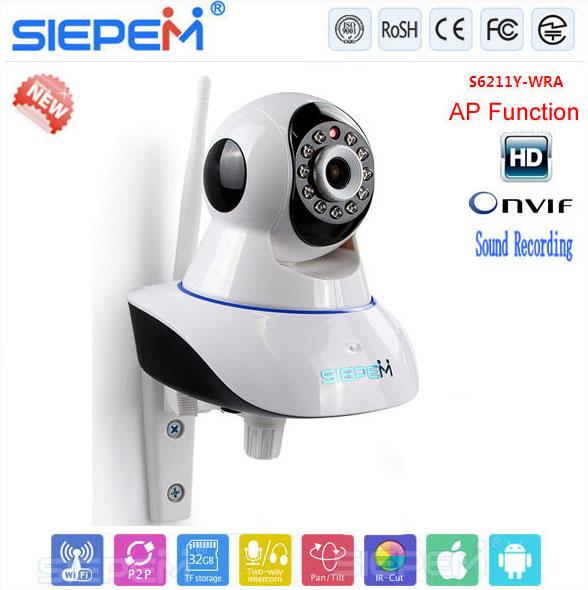 SIEPEM®
ISO 9001
RoSH
CE
FC
NEW
S6211Y-WRA
AP Function
HD
ONVIF
Sound Recording
SIEPEM
WiFi
P2P
32GB
TF storage
Two-way
intercom
Pan/Tilt
IR-Cut